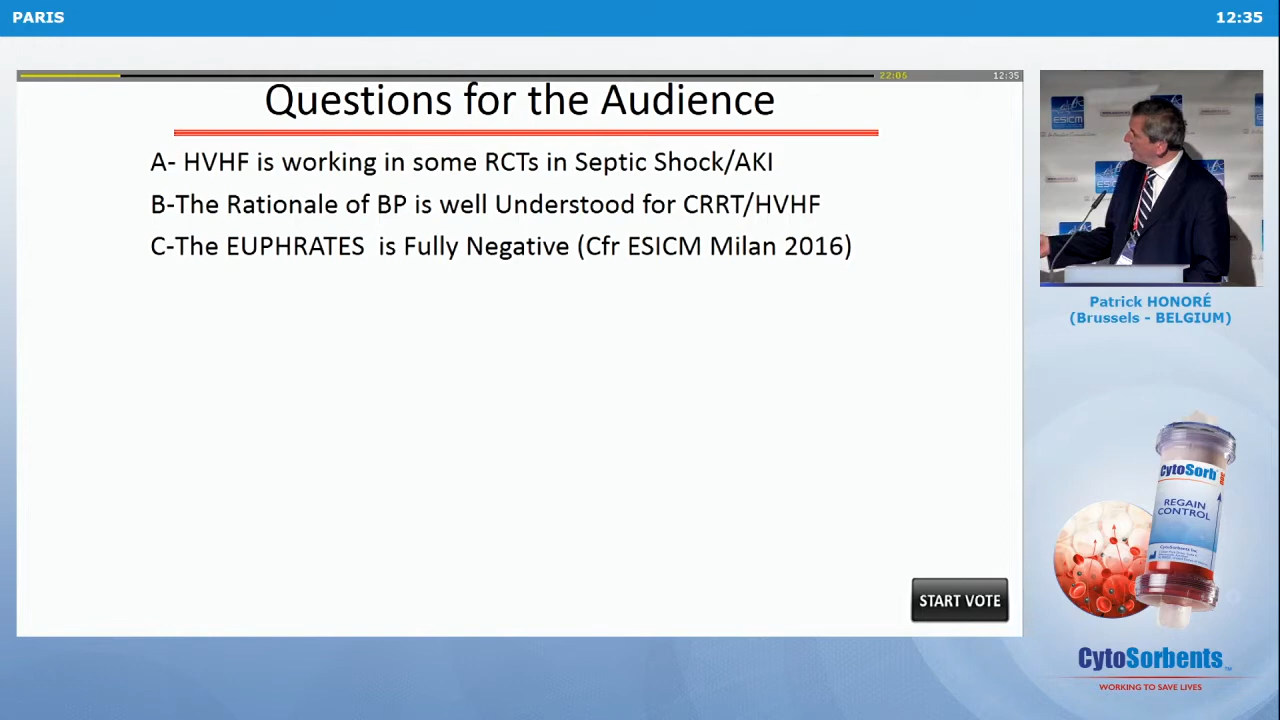 PARIS
12:35
22:06
12:35
Questions for the Audience
A- HVHF is working in some RCTs in Septic Shock/AKI
B-The Rationale of BP is well Understood for CRRT/HVHF
C-The EUPHRATES  is Fully Negative (Cfr ESICM Milan 2016)
START VOTE
ESICM
ESICM
Patrick HONORÉ
(Brussels - BELGIUM)
CytoSorb
REGAIN
CONTROL
CytoSorbents
WORKING TO SAVE LIVES